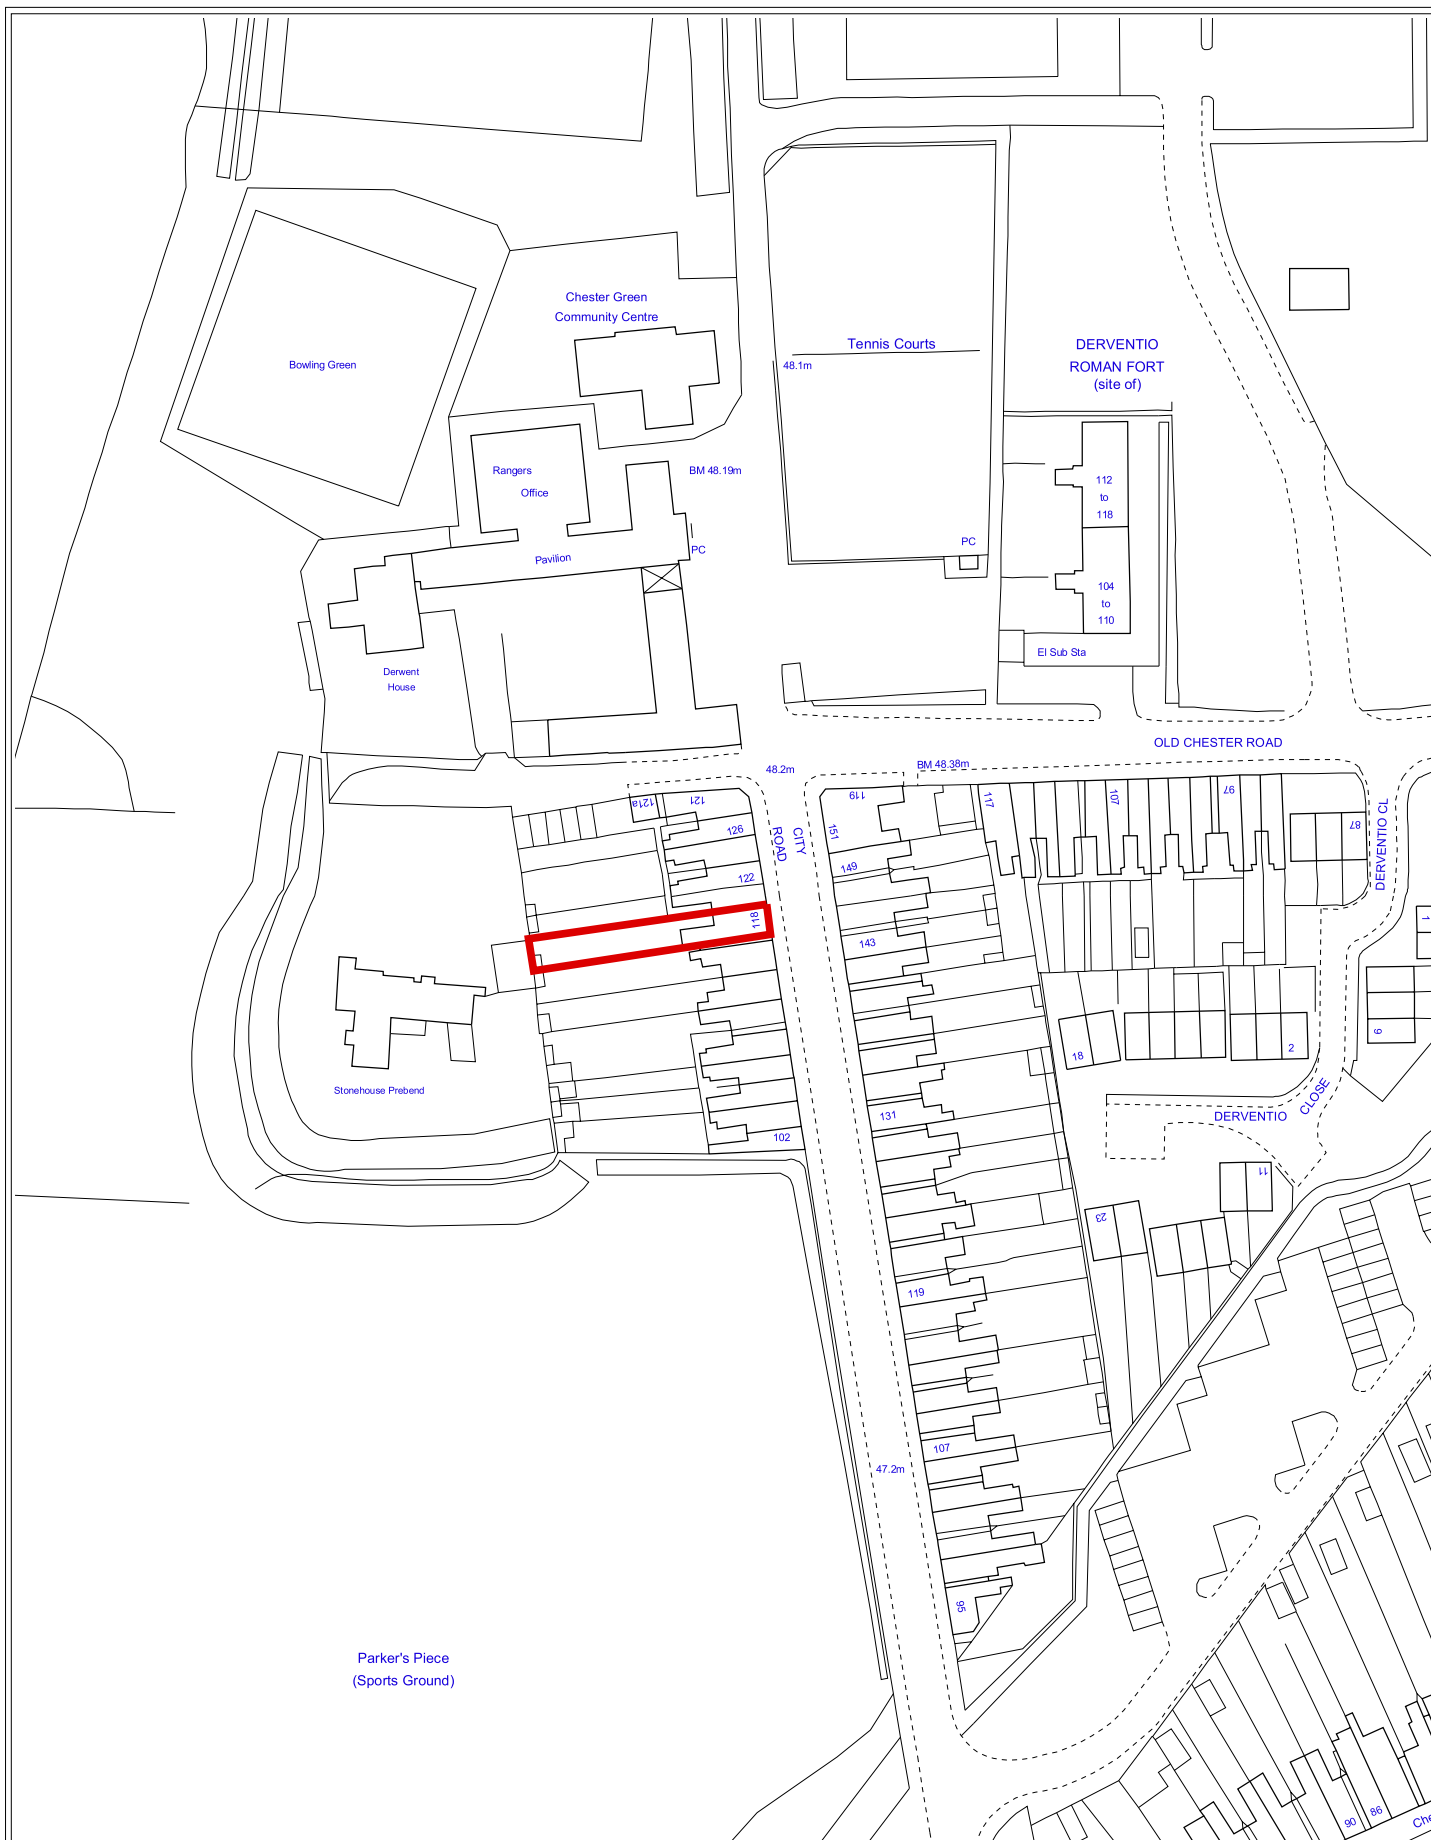 Chester Green
Community Centre
Bowling Green
Tennis Courts
48.1m
DERVENTIO
ROMAN FORT
(site of)
Rangers
Office
BM 48.19m
112
to
118
PC
Pavilion
PC
104
to
110
El Sub Sta
Derwent
House
OLD CHESTER ROAD
48.2m
BM 48.38m
121a
121
126
122
118
CITY
ROAD
119
151
149
143
117
107
97
87
DERVENTIO CL
1
6
18
2
Stonehouse Prebend
102
131
DERVENTIO
CLOSE
11
23
119
107
47.2m
95
Parker's Piece
(Sports Ground)
90
86